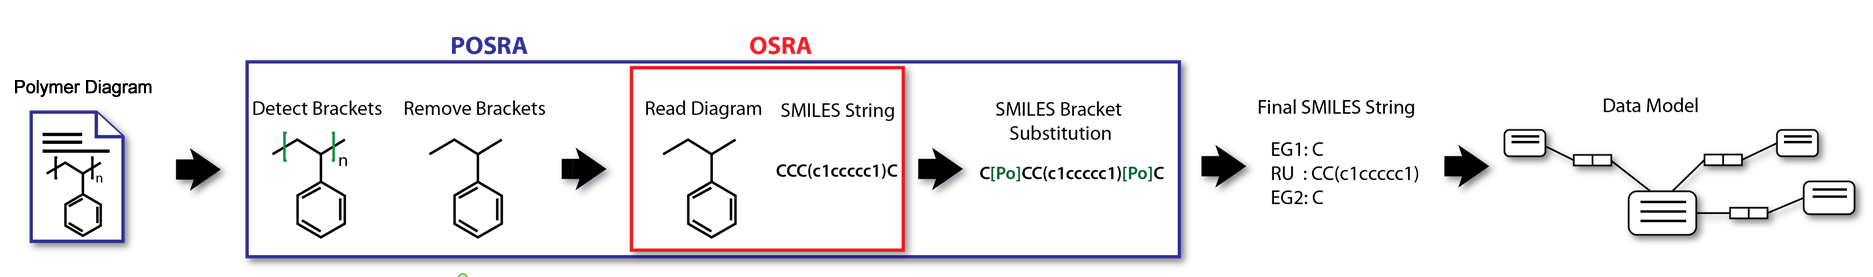 POSRA
OSRA
Polymer Diagram
n
Detect Brackets
n
Remove Brackets
Read Diagram
SMILES String
CCC(c1ccccc1)C
SMILES Bracket
Substitution
C[Po]CC(c1ccccc1)[Po]C
Final SMILES String
EG1: C
RU : CC(c1ccccc1)
EG2: C
Data Model